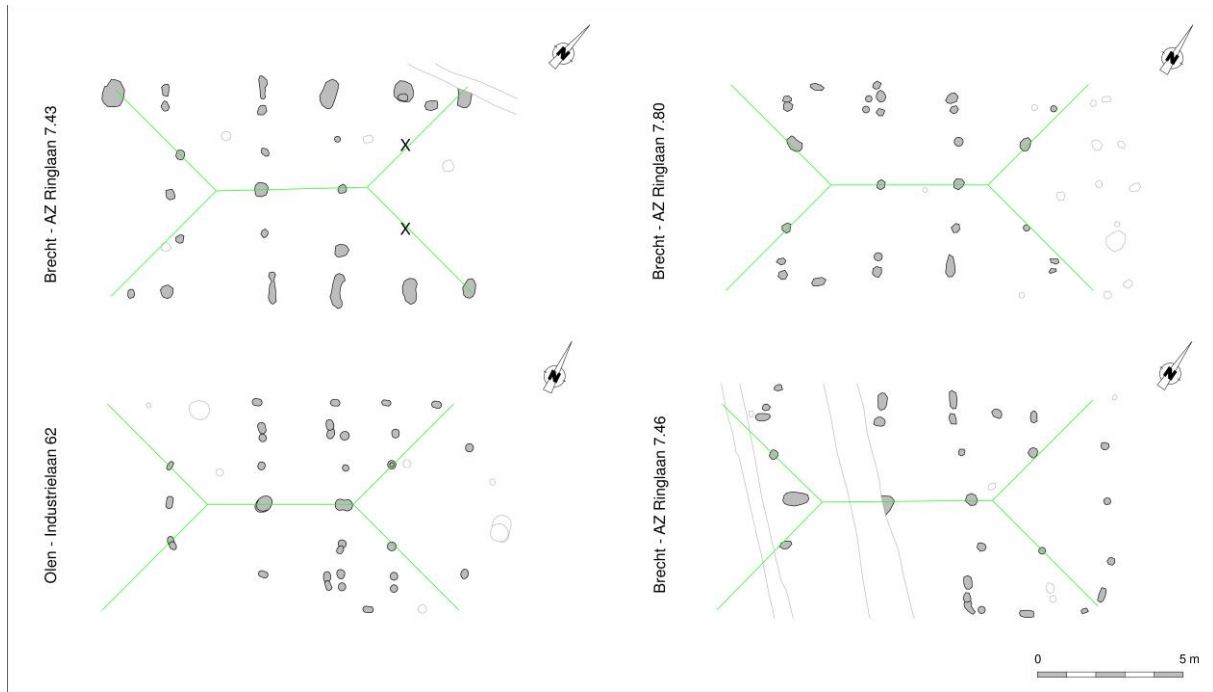 N
Brecht - AZ Ringlaan 7.43
X
X
N
Brecht - AZ Ringlaan 7.80
N
Olen - Industrielaan 62
N
Brecht - AZ Ringlaan 7.46
0 5 m